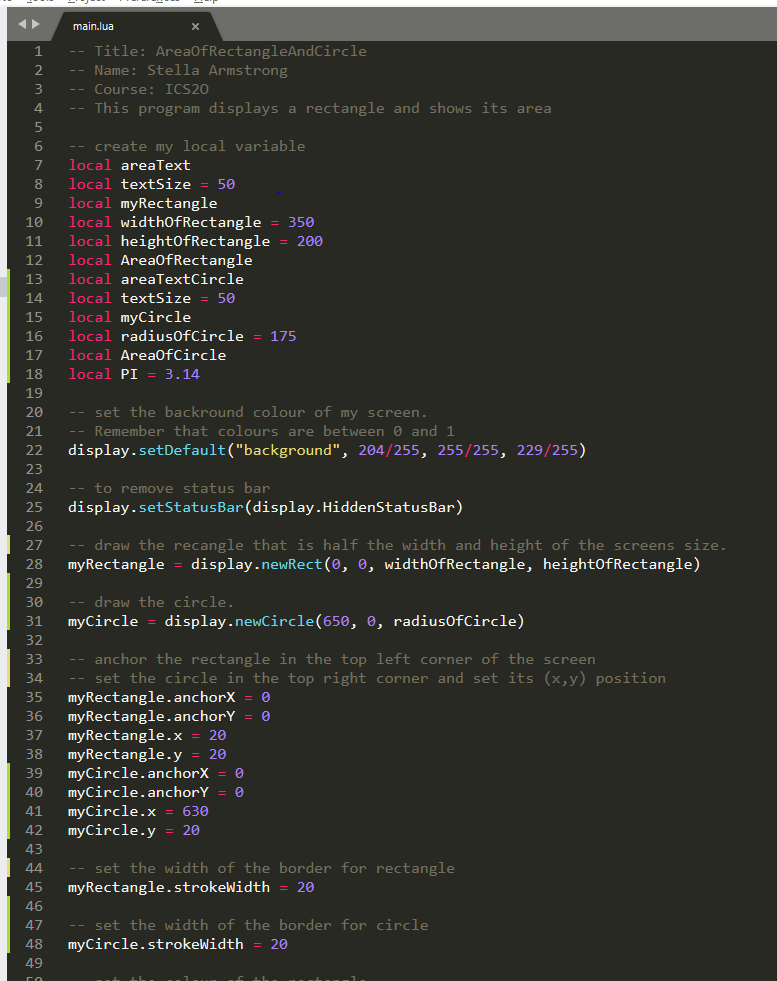 main.lua ×
1 -- Title: AreaOfRectangleAndCircle
2 -- Name: Stella Armstrong
3 -- Course: ICS2O
4 -- This program displays a rectangle and shows its area
5
6 -- create my local variable
7 local areaText
8 local textSize = 50
9 local myRectangle
10 local widthOfRectangle = 350
11 local heightOfRectangle = 200
12 local AreaOfRectangle
13 local areaTextCircle
14 local textSize = 50
15 local myCircle
16 local radiusOfCircle = 175
17 local AreaOfCircle
18 local PI = 3.14
19
20 -- set the backround colour of my screen.
21 -- Remember that colours are between 0 and 1
22 display.setDefault("background", 204/255, 255/255, 229/255)
23
24 -- to remove status bar
25 display.setStatusBar(display.HiddenStatusBar)
26
27 -- draw the recangle that is half the width and height of the screens size.
28 myRectangle = display.newRect(0, 0, widthOfRectangle, heightOfRectangle)
29
30 -- draw the circle.
31 myCircle = display.newCircle(650, 0, radiusOfCircle)
32
33 -- anchor the rectangle in the top left corner of the screen
34 -- set the circle in the top right corner and set its (x,y) position
35 myRectangle.anchorX = 0
36 myRectangle.anchorY = 0
37 myRectangle.x = 20
38 myRectangle.y = 20
39 myCircle.anchorX = 0
40 myCircle.anchorY = 0
41 myCircle.x = 630
42 myCircle.y = 20
43
44 -- set the width of the border for rectangle
45 myRectangle.strokeWidth = 20
46
47 -- set the width of the border for circle
48 myCircle.strokeWidth = 20
49
50 -- set the colour of the rectangle